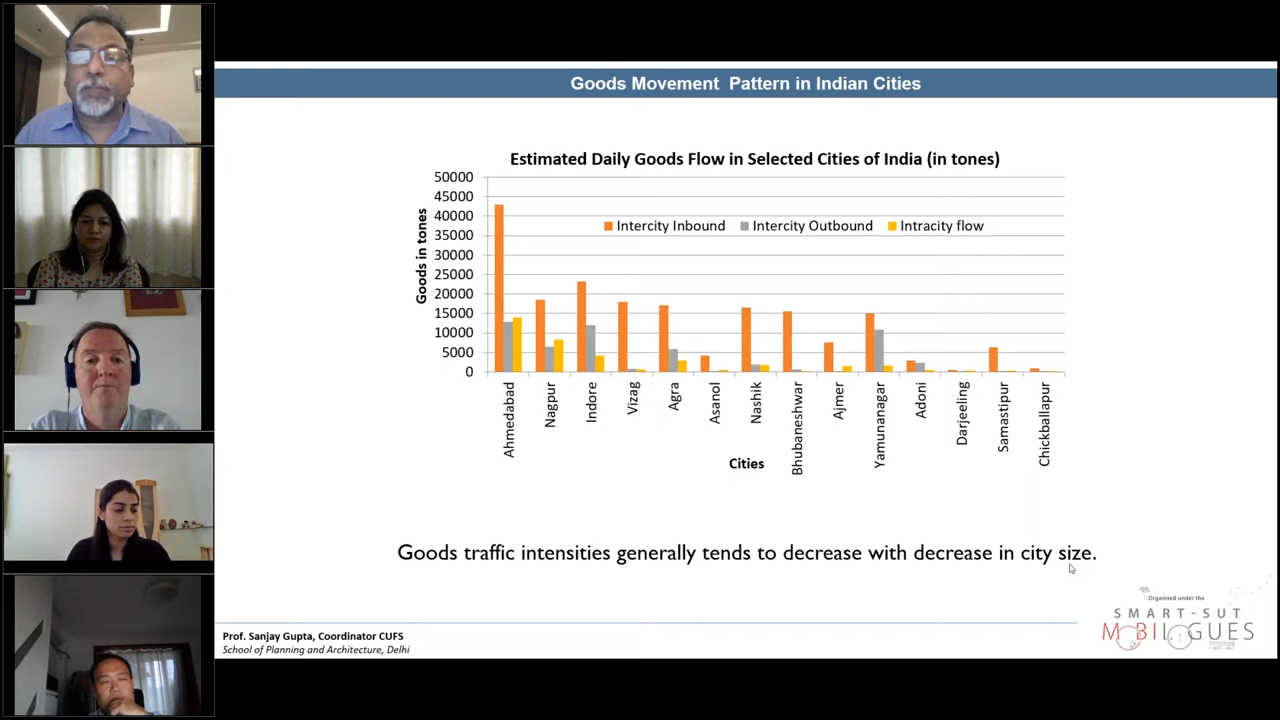 Goods Movement Pattern in Indian Cities
Estimated Daily Goods Flow in Selected Cities of India (in tones)
50000
45000
40000
35000
30000
25000
20000
15000
10000
5000
0
Goods in tones
Intercity Inbound Intercity Outbound Intracity flow
Ahmedabad
Nagpur
Indore
Vizag
Agra
Asanol
Nashik
Bhubaneshwar
Ajmer
Yamunanagar
Adoni
Darjeeling
Samastipur
Chickballapur
Cities
Goods traffic intensities generally tends to decrease with decrease in city size.
Organised under the
SMART-SUT
MOBILOGUES
Prof. Sanjay Gupta, Coordinator CUFS
School of Planning and Architecture, Delhi